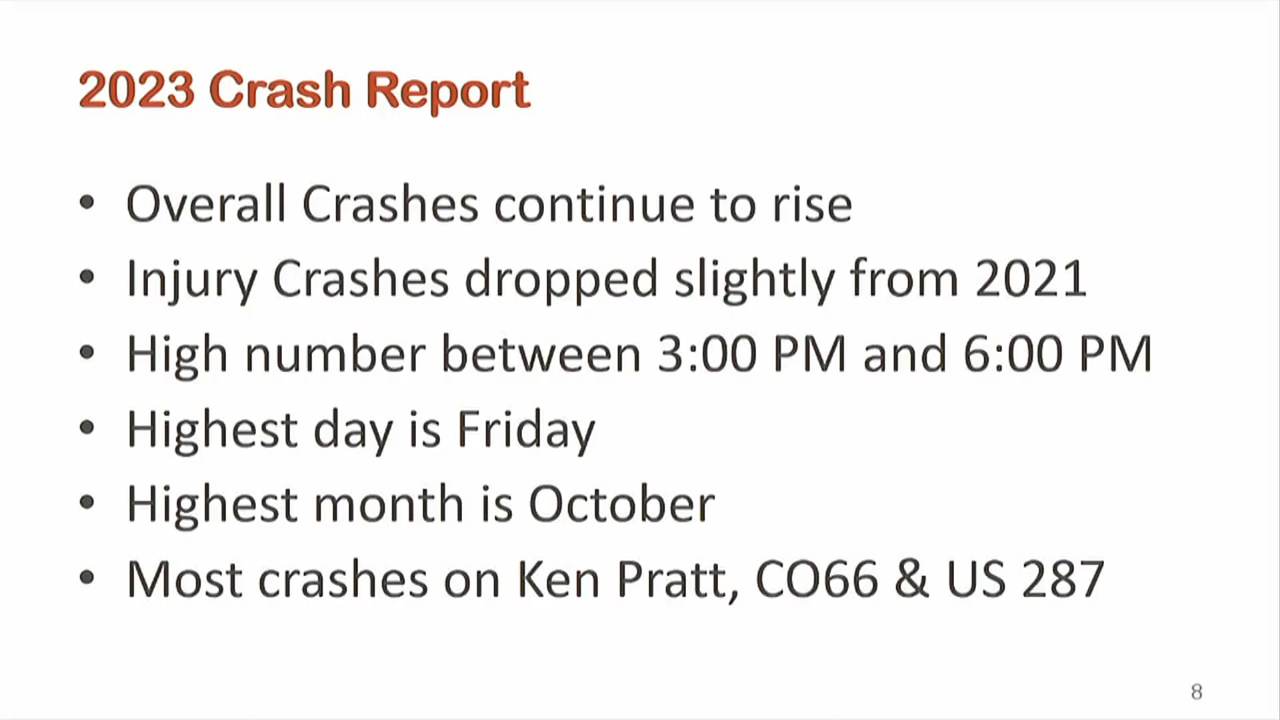 2023 Crash Report
• Overall Crashes continue to rise
• Injury Crashes dropped slightly from 2021
• High number between 3:00 PM and 6:00 PM
• Highest day is Friday
• Highest month is October
• Most crashes on Ken Pratt, CO66 & US 287
8